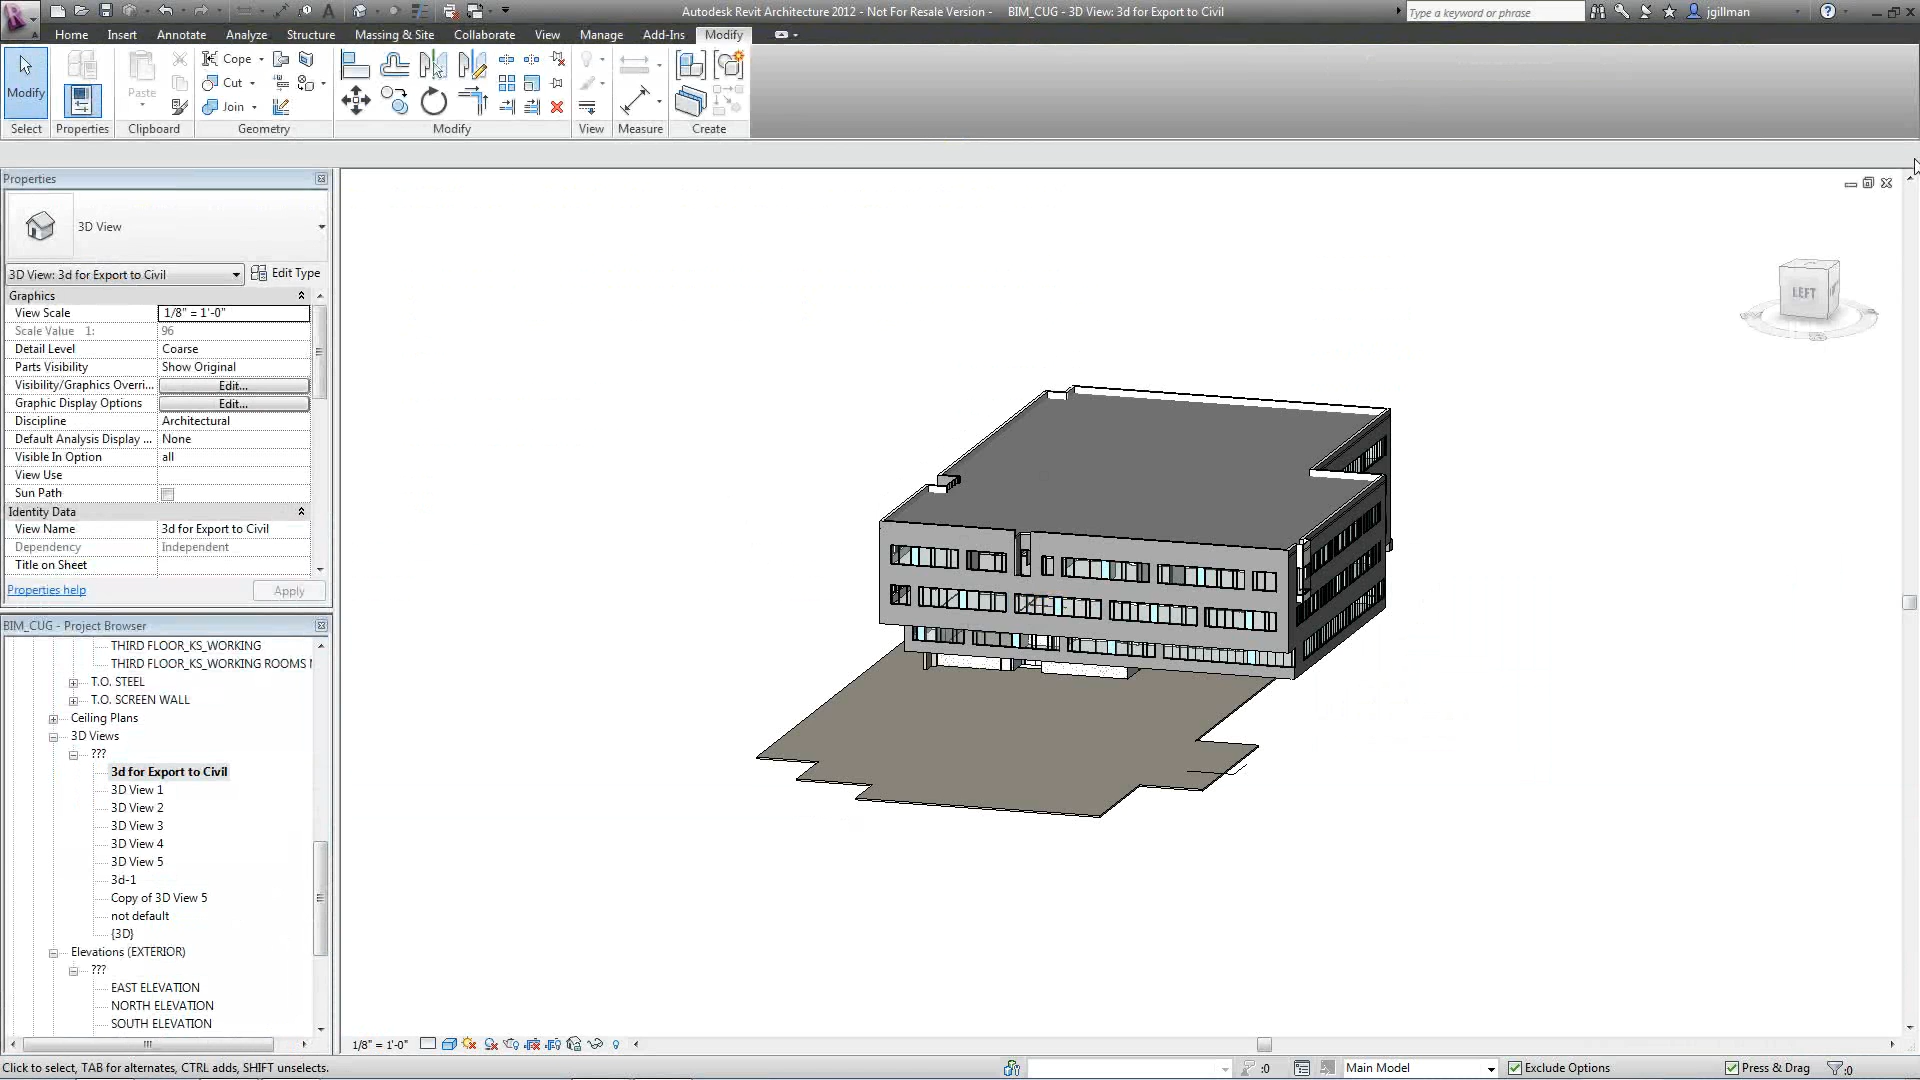 Autodesk Revit Architecture 2012 - Not For Resale Version - BIM_CUG - 3D View: 3d for Export to Civil
Type a keyword or phrase
jgillman
Home Insert Annotate Analyze Structure Massing & Site Collaborate View Manage Add-Ins Modify
Modify
Paste
Cope
Cut
Join
Select Properties Clipboard Geometry Modify View Measure Create
Properties
3D View
3D View: 3d for Export to Civil Edit Type
Graphics
View Scale 1/8" = 1'-0"
Scale Value 1: 96
Detail Level Coarse
Parts Visibility Show Original
Visibility/Graphics Overri... Edit...
Graphic Display Options Edit...
Discipline Architectural
Default Analysis Display ... None
Visible In Option all
View Use
Sun Path
Identity Data
View Name 3d for Export to Civil
Dependency Independent
Title on Sheet
Properties help Apply
BIM_CUG - Project Browser
THIRD FLOOR_KS_WORKING
THIRD FLOOR_KS_WORKING ROOMS
T.O. STEEL
T.O. SCREEN WALL
Ceiling Plans
3D Views
???
3d for Export to Civil
3D View 1
3D View 2
3D View 3
3D View 4
3D View 5
3d-1
Copy of 3D View 5
not default
{3D}
Elevations (EXTERIOR)
???
EAST ELEVATION
NORTH ELEVATION
SOUTH ELEVATION
LEFT
1/8" = 1'-0"
Click to select, TAB for alternates, CTRL adds, SHIFT unselects.
:0
Main Model
Exclude Options
Press & Drag
:0